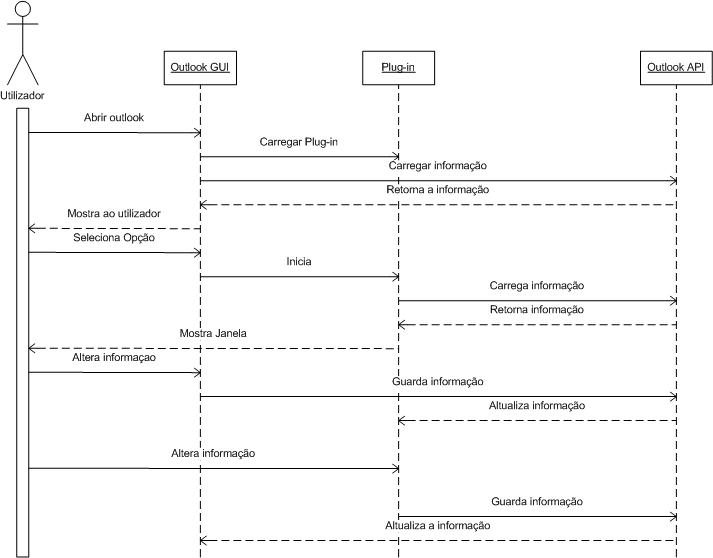 Outlook GUI
Plug-in
Outlook API
Utilizador
Abrir outlook
Carregar Plug-in
Carregar informação
Retorna a informação
Mostra ao utilizador
Seleciona Opção
Inicia
Carrega informação
Retorna informação
Mostra Janela
Altera informaçao
Guarda informação
Altualiza informação
Altera informação
Guarda informação
Altualiza a informação